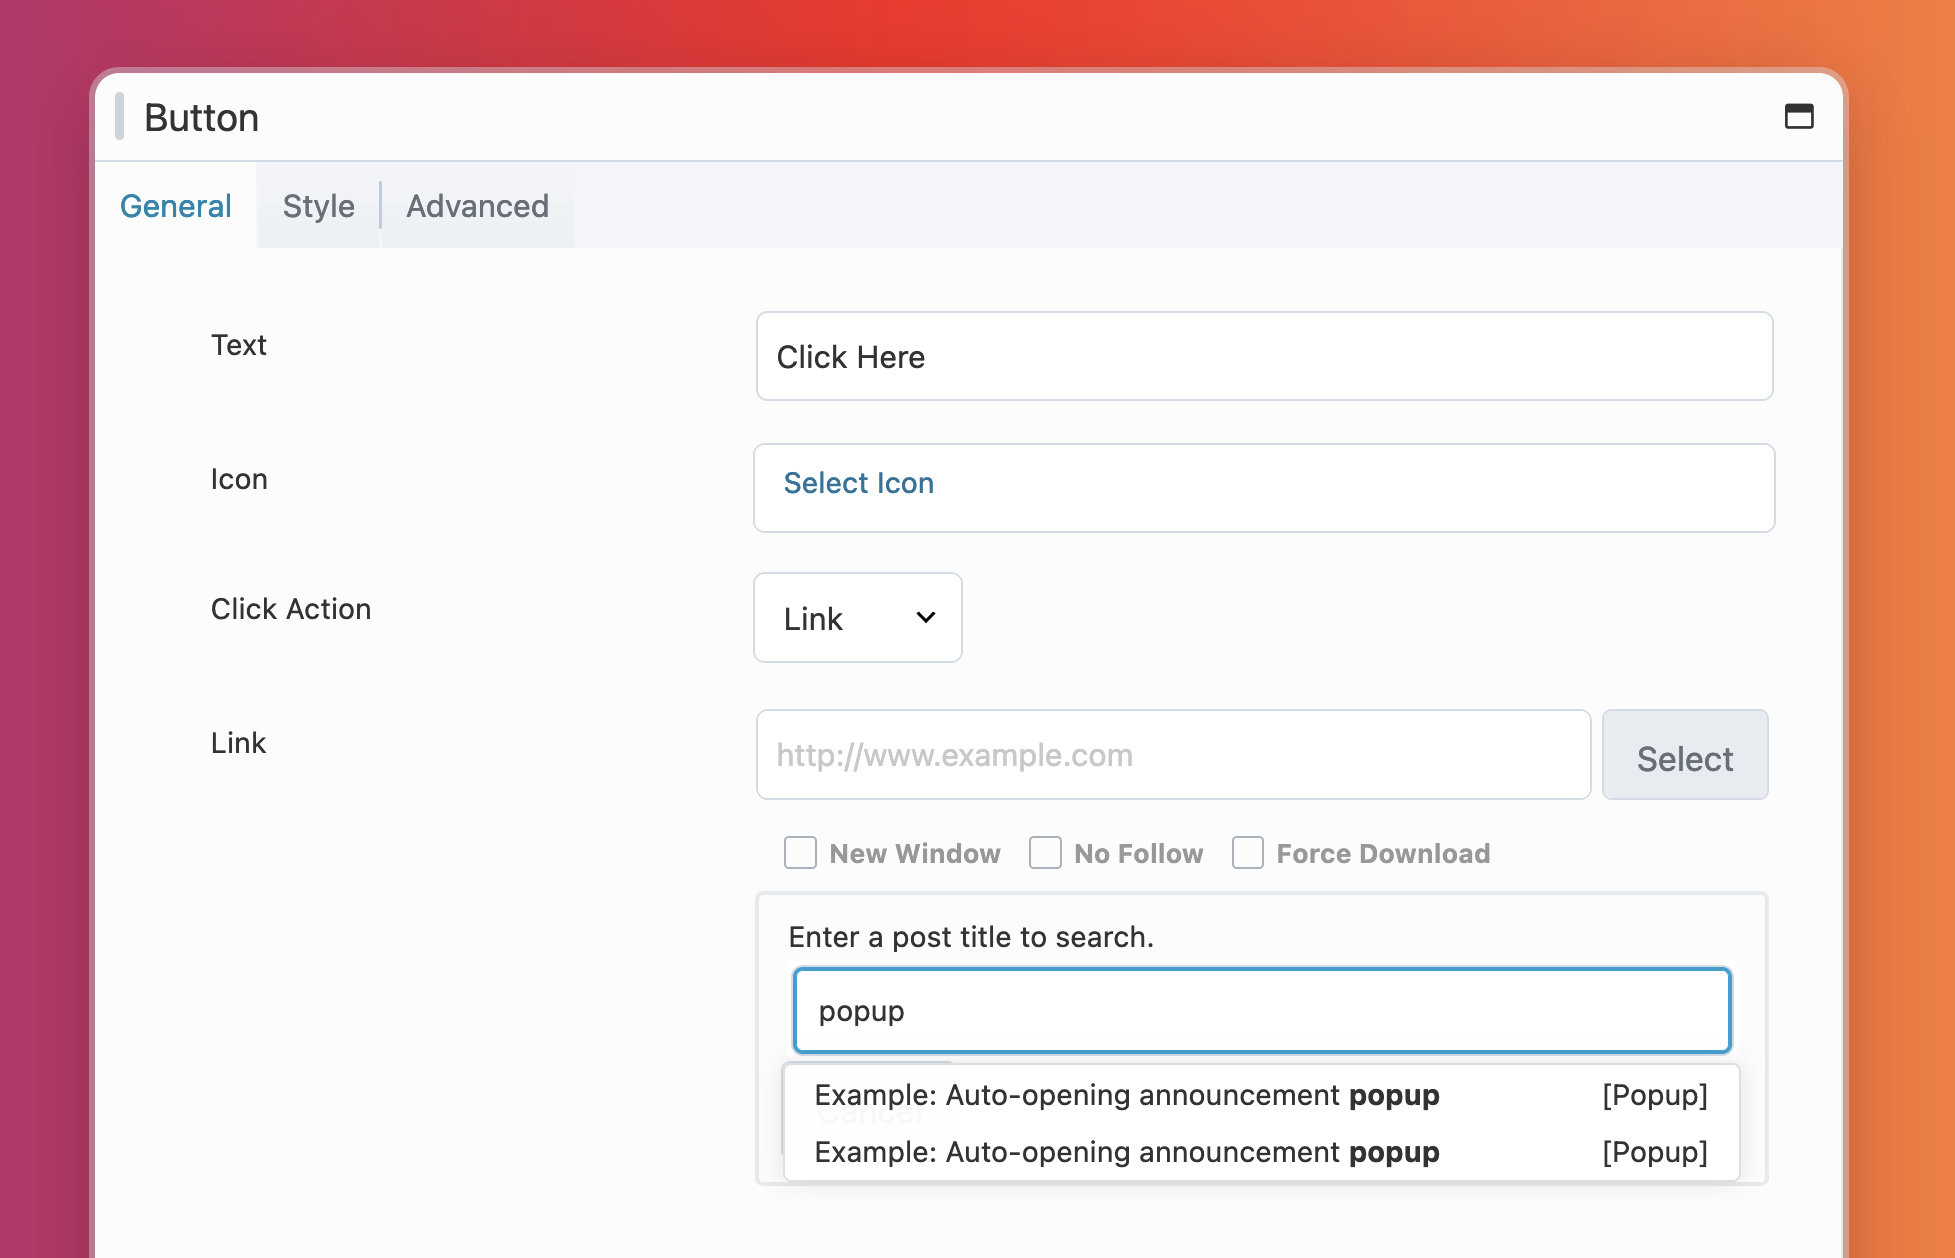 Button
General Style Advanced
Text
Click Here
Icon
Select Icon
Click Action
Link
Link
http://www.example.com
Select
New Window No Follow Force Download
Enter a post title to search.
popup
Example: Auto-opening announcement popup [Popup]
Cancel
Example: Auto-opening announcement popup [Popup]